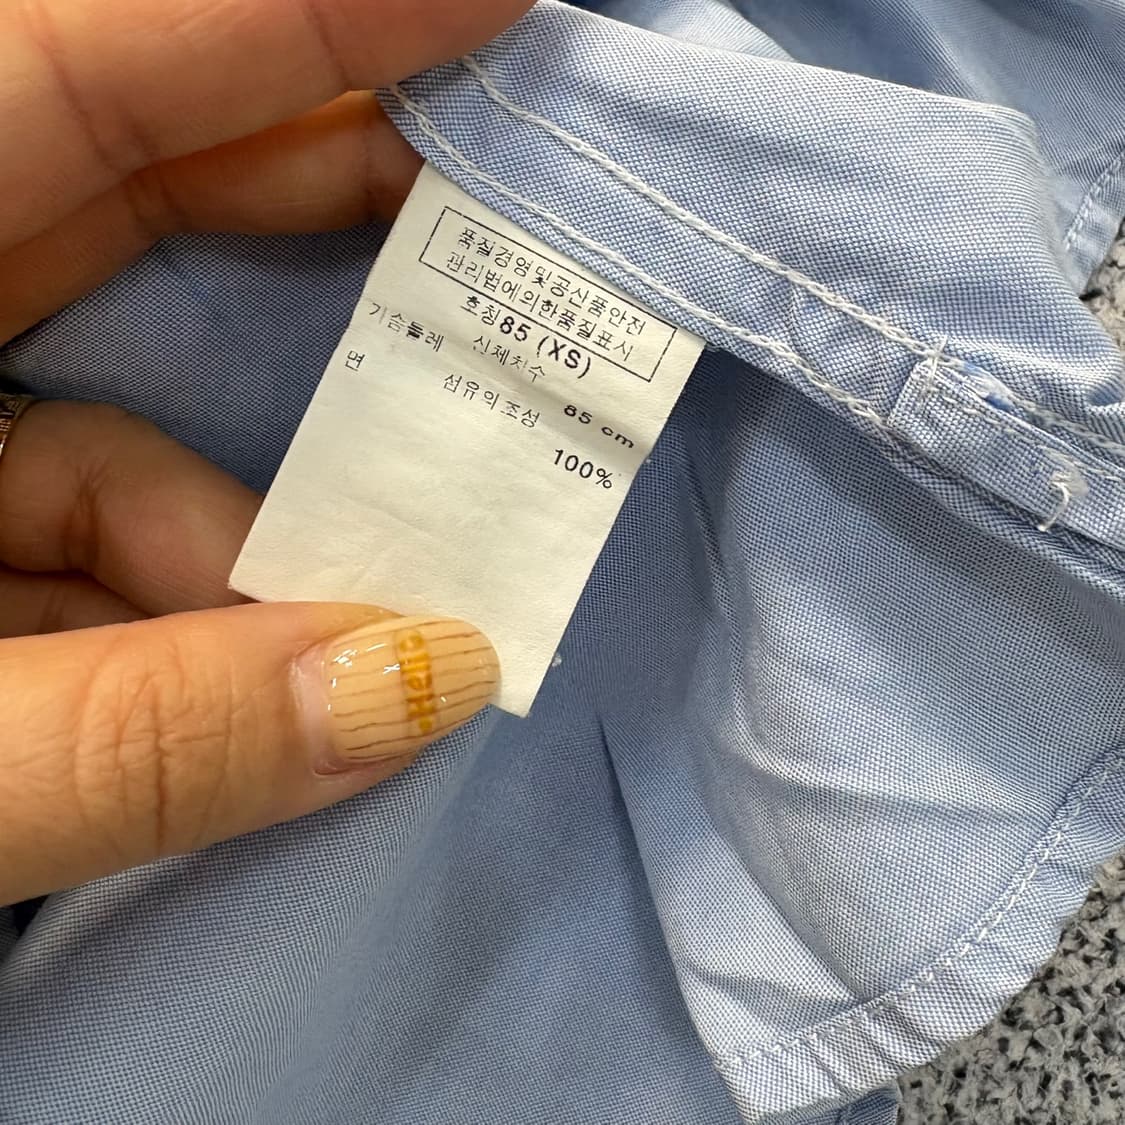 품질경영및공산품안전
관리법에의한품질표시
호칭85 (XS)
신체치수
가슴둘레 85 cm
섬유의조성
면 100%
Hello